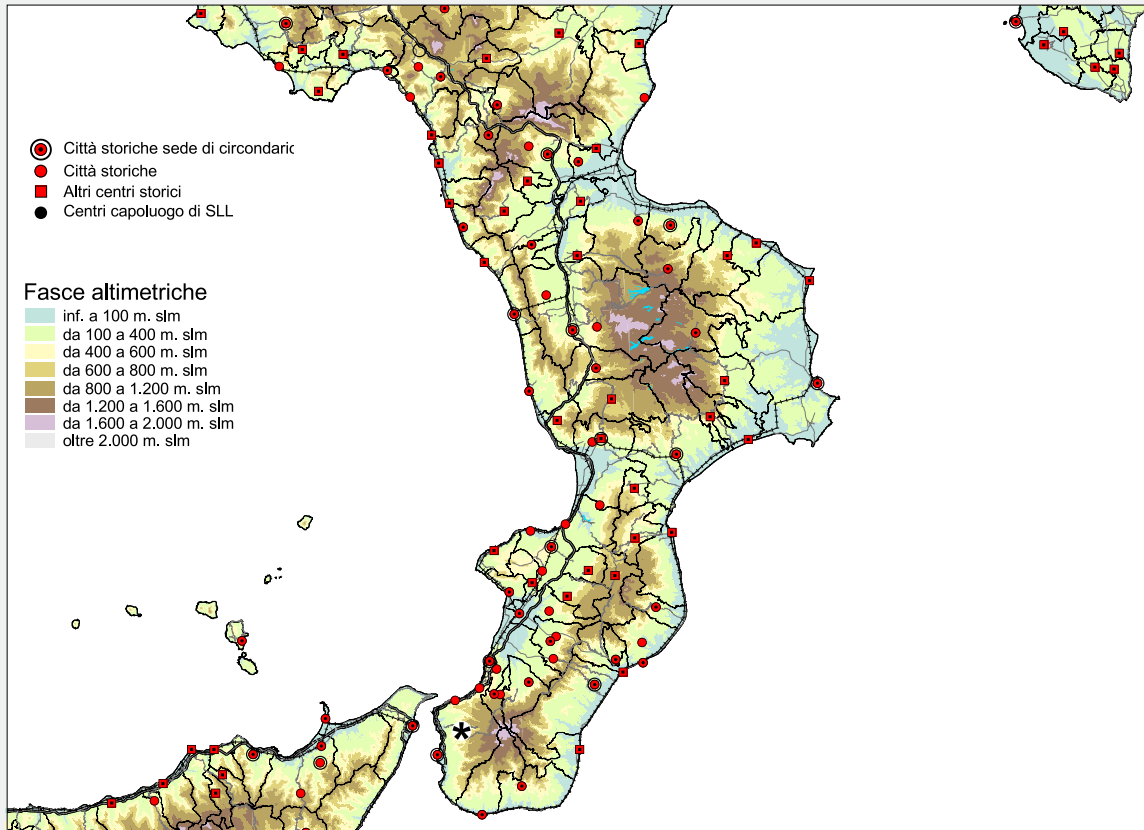 Città storiche sede di circondaric
Città storiche
Altri centri storici
Centri capoluogo di SLL
Fasce altimetriche
inf. a 100 m. slm
da 100 a 400 m. slm
da 400 a 600 m. slm
da 600 a 800 m. slm
da 800 a 1.200 m. slm
da 1.200 a 1.600 m. slm
da 1.600 a 2.000 m. slm
oltre 2.000 m. slm
*